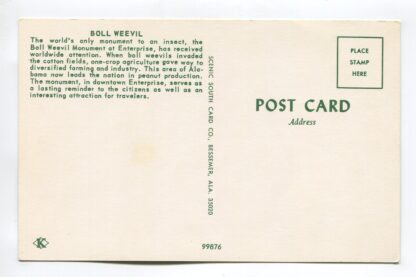 BOLL WEEVIL
The world's only monument to an insect, the
Boll Weevil Monument at Enterprise, has received
worldwide attention. When boll weevils invaded
the cotton fields, one-crop agriculture gave way to
diversified farming and industry. This area of Ala-
bama now leads the nation in peanut production.
The monument, in downtown Enterprise, serves as
a lasting reminder to the citizens as well as an
interesting attraction for travelers.
SCENIC SOUTH CARD CO., BESSEMER, ALA. 35020
PLACE
STAMP
HERE
POST CARD
Address
K
99876